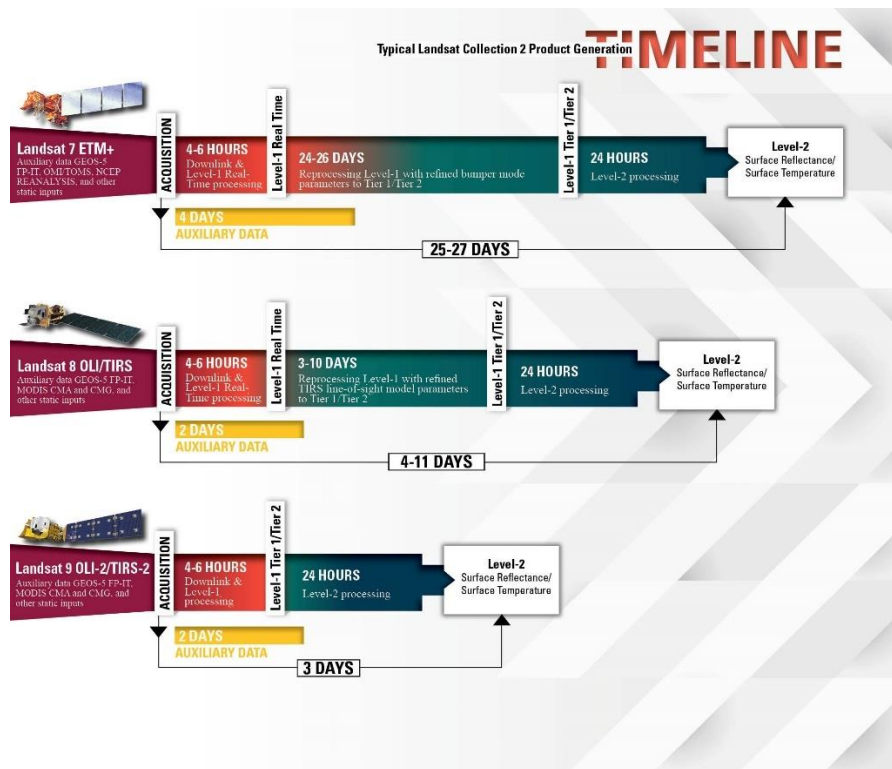 Typical Landsat Collection 2 Product Generation TIMELINE
Landsat 7 ETM+
Auxiliary data GEOS-5
FP-IT, OMI/TOMS, NCEP
REANALYSIS, and other
static inputs
ACQUISITION
4-6 HOURS
Downlink &
Level-1 Real-
Time processing
Level-1 Real Time
24-26 DAYS
Reprocessing Level-1 with refined bumper mode
parameters to Tier 1/Tier 2
Level-1 Tier 1/Tier 2
24 HOURS
Level-2 processing
Level-2
Surface Reflectance/
Surface Temperature
4 DAYS
AUXILIARY DATA
25-27 DAYS
Landsat 8 OLI/TIRS
Auxiliary data GEOS-5 FP-IT,
MODIS CMA and CMG, and
other static inputs
ACQUISITION
4-6 HOURS
Downlink &
Level-1 Real-
Time processing
Level-1 Real Time
3-10 DAYS
Reprocessing Level-1 with refined
TIRS line-of-sight model parameters
to Tier 1/Tier 2
Level-1 Tier 1/Tier 2
24 HOURS
Level-2 processing
Level-2
Surface Reflectance/
Surface Temperature
2 DAYS
AUXILIARY DATA
4-11 DAYS
Landsat 9 OLI-2/TIRS-2
Auxiliary data GEOS-5 FP-IT,
MODIS CMA and CMG, and
other static inputs
ACQUISITION
4-6 HOURS
Downlink &
Level-1
processing
Level-1 Tier 1/Tier 2
24 HOURS
Level-2 processing
Level-2
Surface Reflectance/
Surface Temperature
2 DAYS
AUXILIARY DATA
3 DAYS